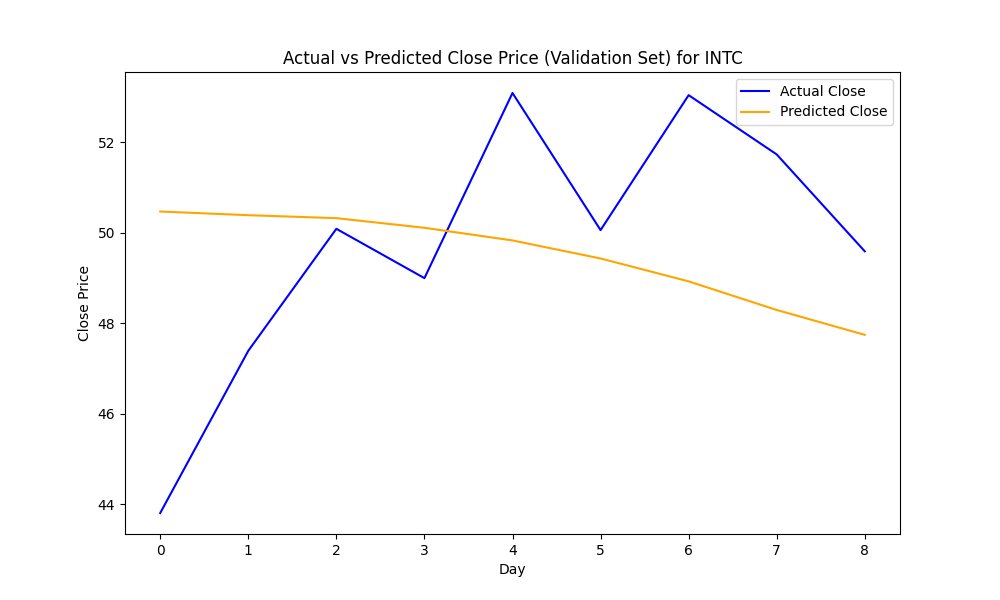 Actual vs Predicted Close Price (Validation Set) for INTC
Actual Close
Predicted Close
Close Price
52
50
48
46
44
0 1 2 3 4 5 6 7 8
Day